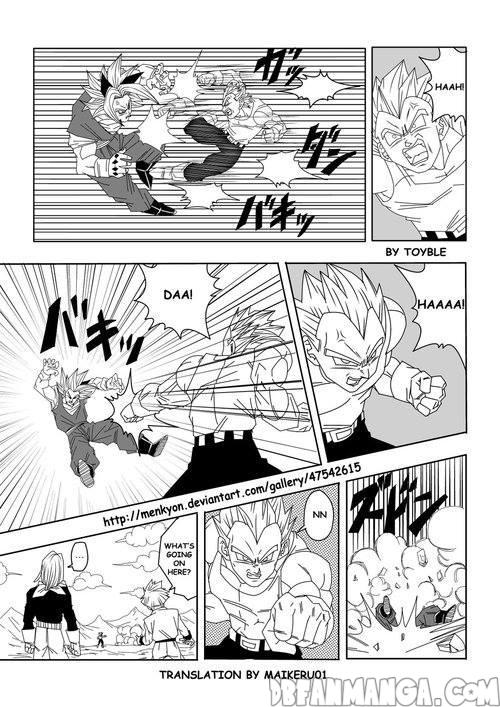 HAAH!
BY TOYBLE
ガッ
ダン
バキッ
HAAAA!
DAA!
バキッ
http://menkyon.deviantart.com/gallery/47542615
ズドン
NN
WHAT'S
GOING
ON
HERE?
...
TRANSLATION BY MAIKERU01
DBFANMANGA.COM